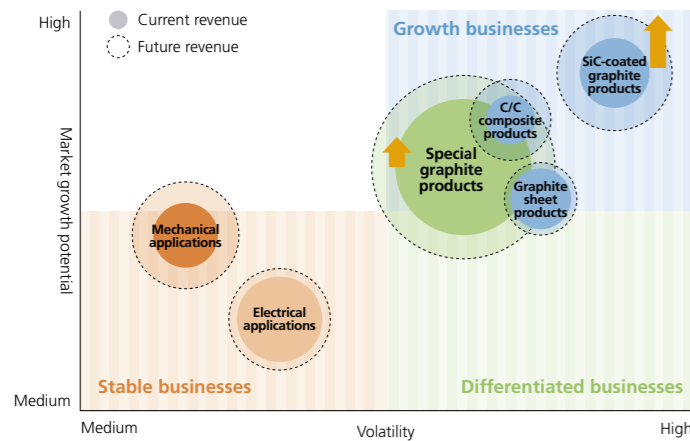 High
Current revenue
Future revenue
Growth businesses
SiC-coated
graphite
products
C/C
composite
products
Special
graphite
products
Graphite
sheet
products
Market growth potential
Mechanical
applications
Electrical
applications
Stable businesses
Differentiated businesses
Medium
Medium
Volatility
High